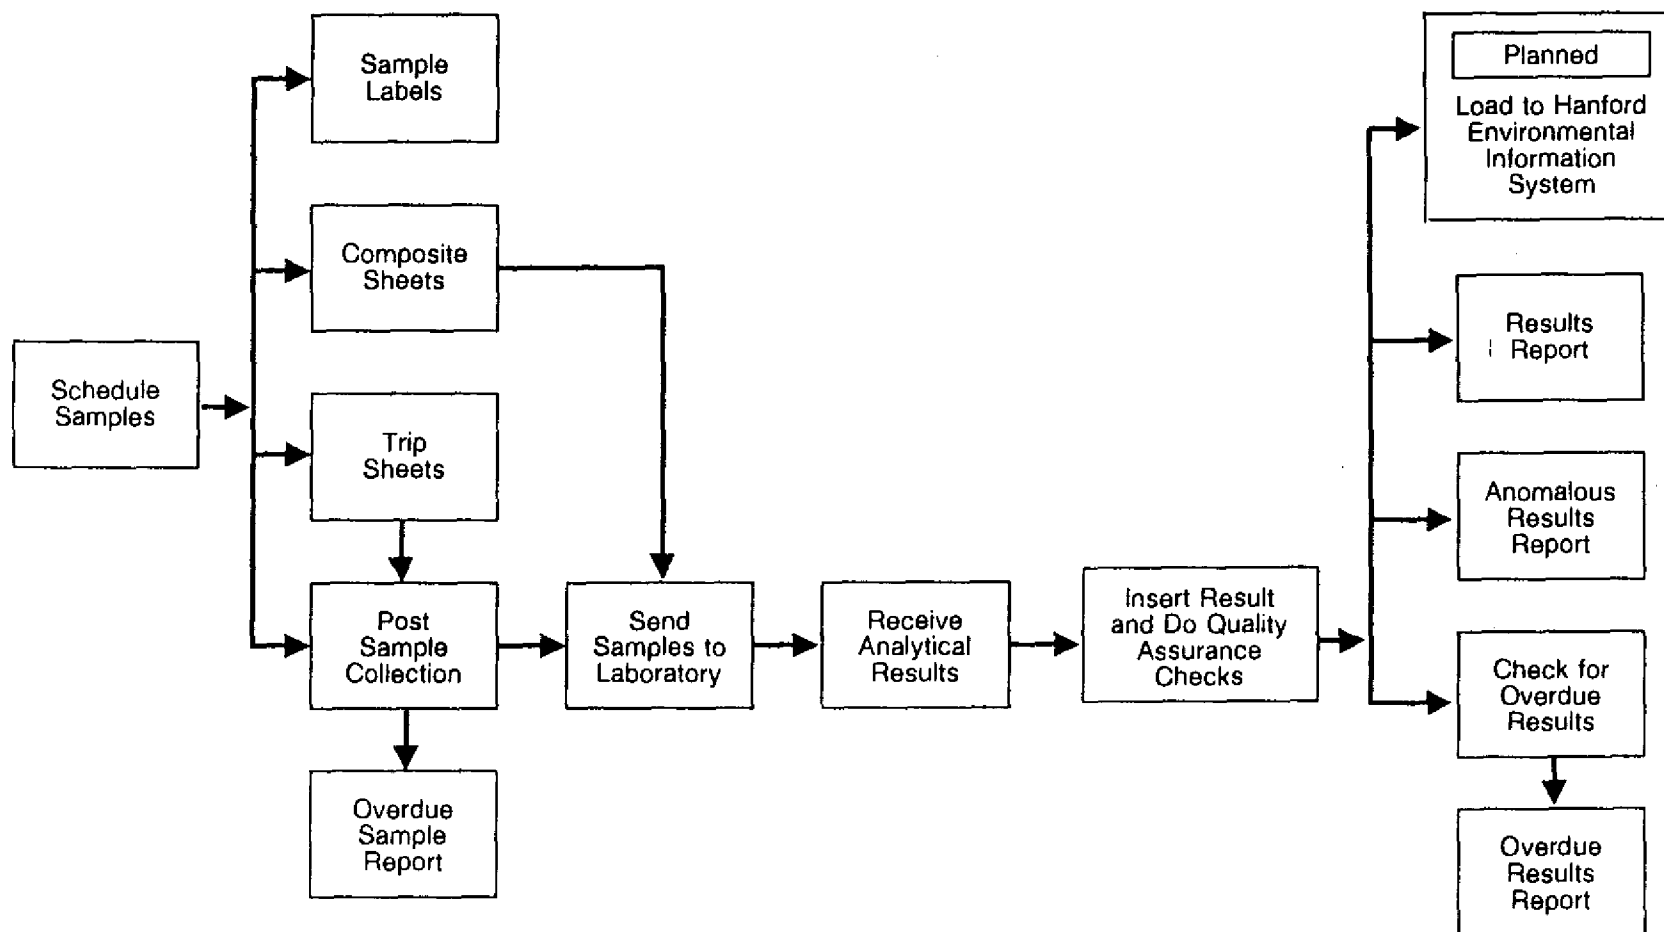 Sample
Labels
Composite
Sheets
Schedule
Samples
Trip
Sheets
Post
Sample
Collection
Send
Samples to
Laboratory
Receive
Analytical
Results
Insert Result
and Do Quality
Assurance
Checks
Overdue
Sample
Report
Planned
Load to Hanford
Environmental
Information
System
Results
Report
Anomalous
Results
Report
Check for
Overdue
Results
Overdue
Results
Report